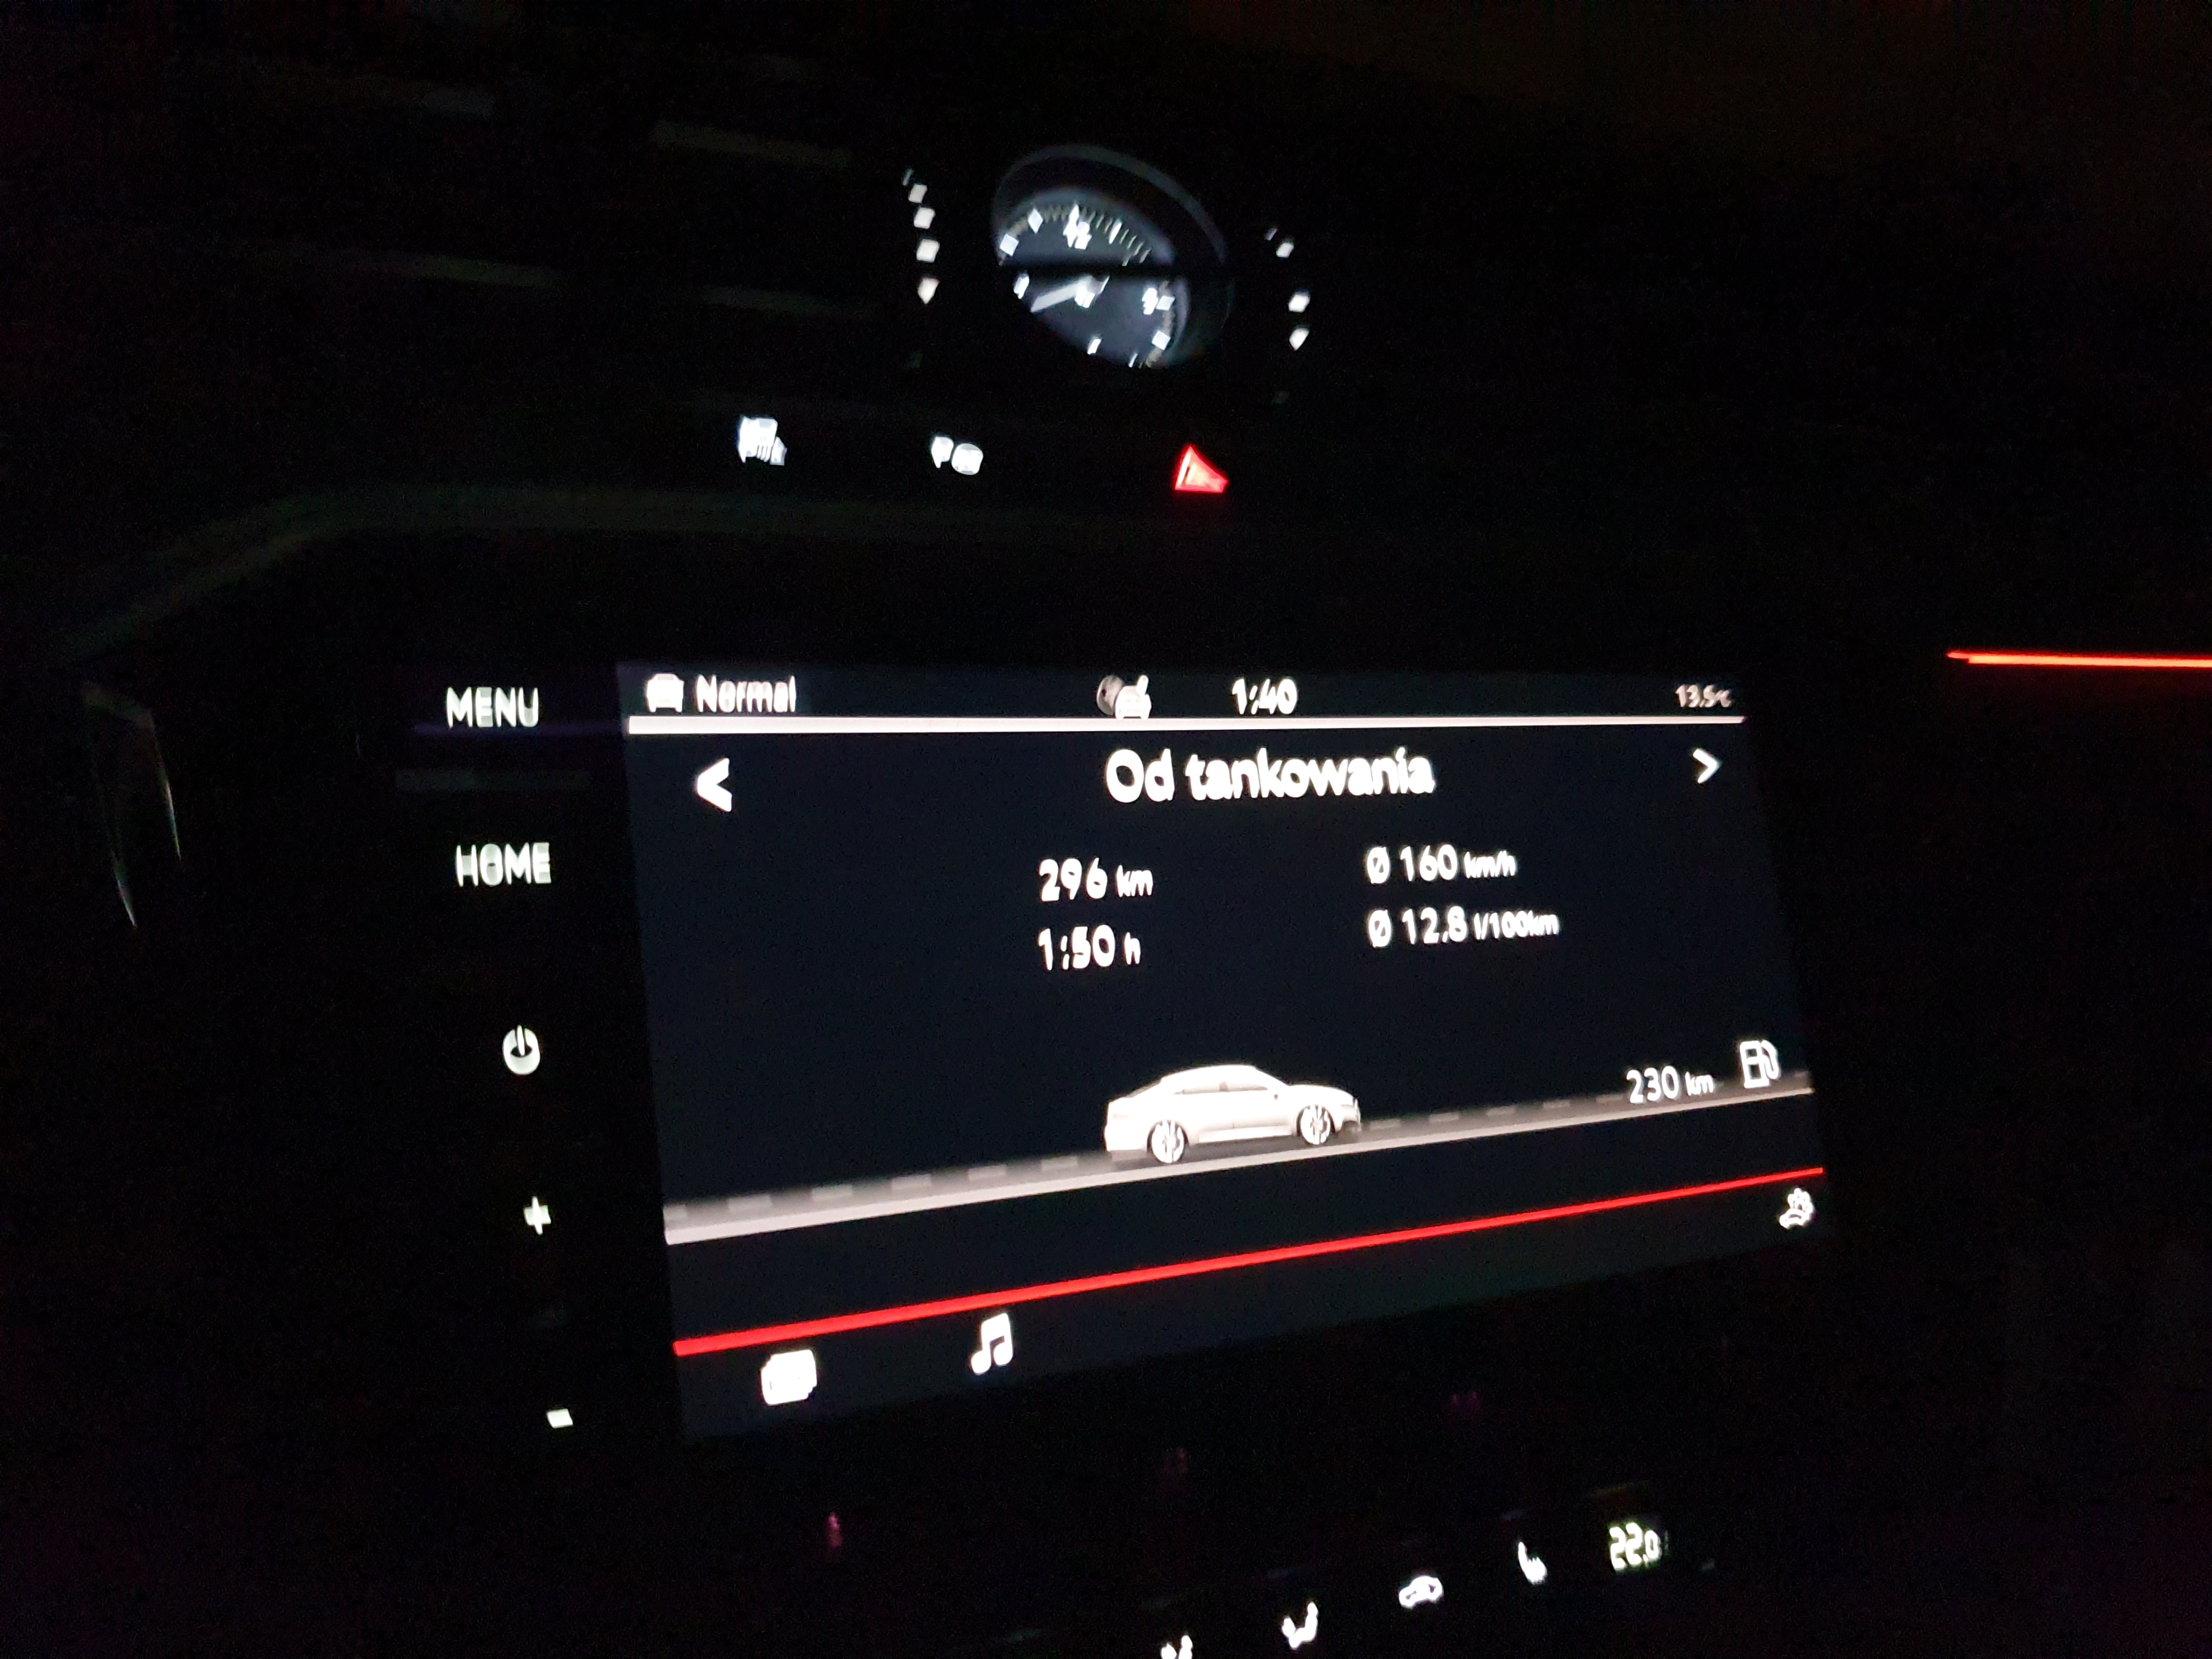 MENU
Normal
1:40
13.5°C
Od tankowania
HOME
296 km
Ø 160 km/h
1:50 h
Ø 12.8 l/100km
230 km
22.0